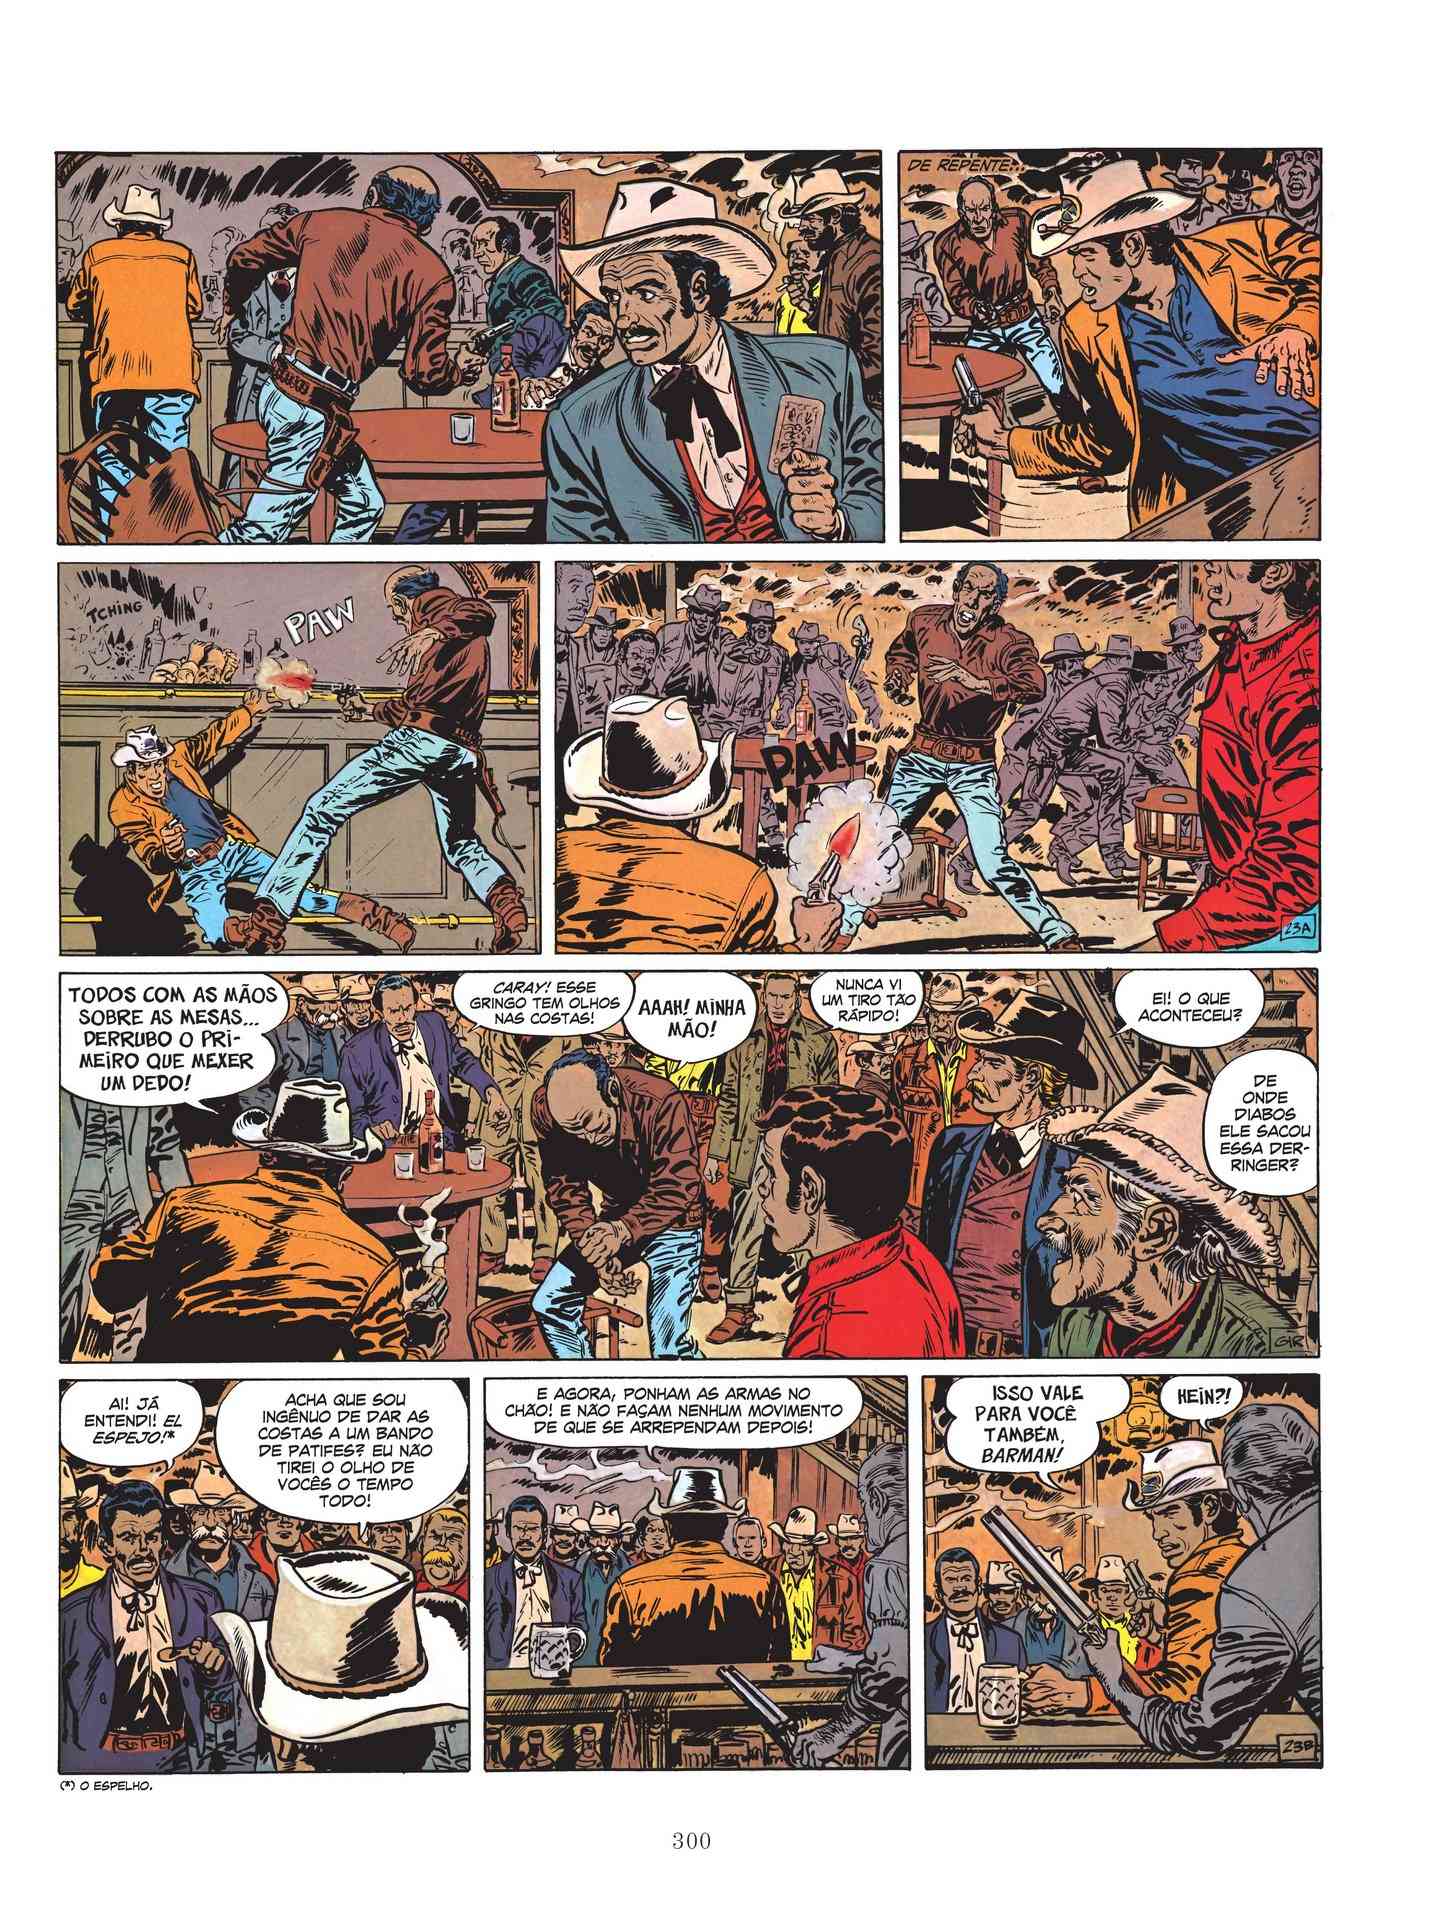 DE REPENTE...
TCHING
PAW
PAW
23A
TODOS COM AS MÃOS
SOBRE AS MESAS...
DERRUBO O PRI-
MEIRO QUE MEXER
UM DEDO!
CARAY! ESSE
GRINGO TEM OLHOS
NAS COSTAS!
AAAH! MINHA
MÃO!
NUNCA VI
UM TIRO TÃO
RÁPIDO!
EI! O QUE
ACONTECEU?
DE
ONDE
DIABOS
ELE SACOU
ESSA DER-
RINGER?
GIR
AI! JÁ
ENTENDI! EL
ESPEJO!*
ACHA QUE SOU
INGÊNUO DE DAR AS
COSTAS A UM BANDO
DE PATIFES? EU NÃO
TIREI O OLHO DE
VOCÊS O TEMPO
TODO!
E AGORA, PONHAM AS ARMAS NO
CHÃO! E NÃO FAÇAM NENHUM MOVIMENTO
DE QUE SE ARREPENDAM DEPOIS!
ISSO VALE
PARA VOCÊ
TAMBÉM,
BARMAN!
HEIN?!
23B
(*) O ESPELHO.
300